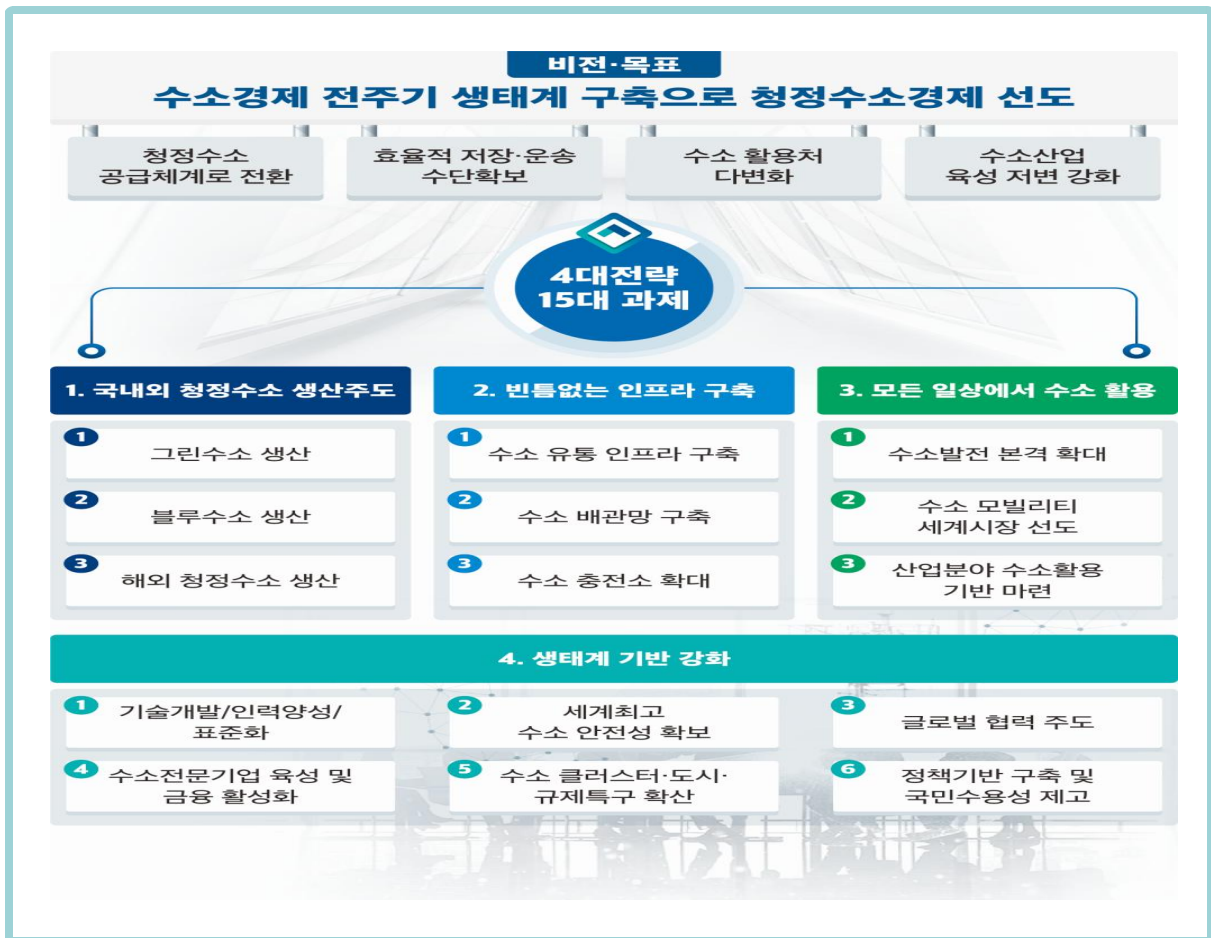 비전·목표
수소경제 전주기 생태계 구축으로 청정수소경제 선도
청정수소
공급체계로 전환
효율적 저장·운송
수단확보
수소 활용처
다변화
수소산업
육성 저변 강화
4대전략
15대 과제
1. 국내외 청정수소 생산주도
1
그린수소 생산
2
블루수소 생산
3
해외 청정수소 생산
2. 빈틈없는 인프라 구축
1
수소 유통 인프라 구축
2
수소 배관망 구축
3
수소 충전소 확대
3. 모든 일상에서 수소 활용
1
수소발전 본격 확대
2
수소 모빌리티
세계시장 선도
3
산업분야 수소활용
기반 마련
4. 생태계 기반 강화
1
기술개발/인력양성/
표준화
2
세계최고
수소 안전성 확보
3
글로벌 협력 주도
4
수소전문기업 육성 및
금융 활성화
5
수소 클러스터·도시·
규제특구 확산
6
정책기반 구축 및
국민수용성 제고